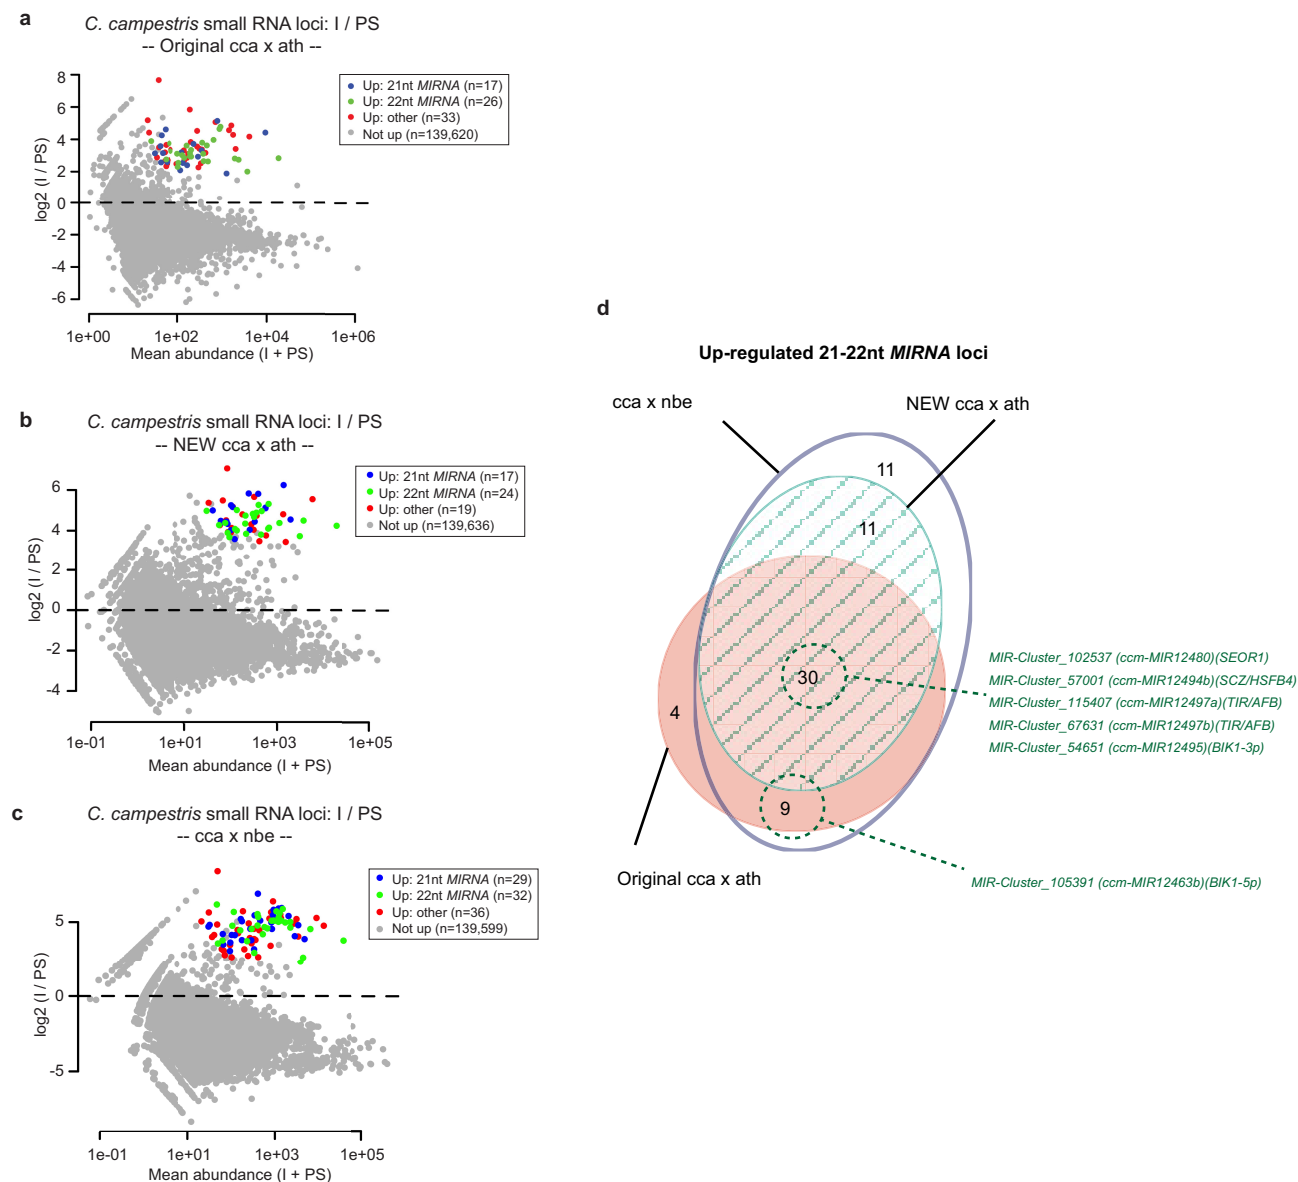 a
C. campestris small RNA loci: I / PS
-- Original cca x ath --
Up: 21nt MIRNA (n=17)
Up: 22nt MIRNA (n=26)
Up: other (n=33)
Not up (n=139,620)
log2 (I / PS)
8
6
4
2
0
-2
-4
-6
1e+00 1e+02 1e+04 1e+06
Mean abundance (I + PS)
b
C. campestris small RNA loci: I / PS
-- NEW cca x ath --
Up: 21nt MIRNA (n=17)
Up: 22nt MIRNA (n=24)
Up: other (n=19)
Not up (n=139,636)
log2 (I / PS)
6
4
2
0
-2
-4
1e-01 1e+01 1e+03 1e+05
Mean abundance (I + PS)
c
C. campestris small RNA loci: I / PS
-- cca x nbe --
Up: 21nt MIRNA (n=29)
Up: 22nt MIRNA (n=32)
Up: other (n=36)
Not up (n=139,599)
log2 (I / PS)
5
0
-5
1e-01 1e+01 1e+03 1e+05
Mean abundance (I + PS)
d
Up-regulated 21-22nt MIRNA loci
cca x nbe
NEW cca x ath
11
11
30
4
9
MIR-Cluster_102537 (ccm-MIR12480)(SEOR1)
MIR-Cluster_57001 (ccm-MIR12494b)(SCZ/HSFB4)
MIR-Cluster_115407 (ccm-MIR12497a)(TIR/AFB)
MIR-Cluster_67631 (ccm-MIR12497b)(TIR/AFB)
MIR-Cluster_54651 (ccm-MIR12495)(BIK1-3p)
Original cca x ath
MIR-Cluster_105391 (ccm-MIR12463b)(BIK1-5p)